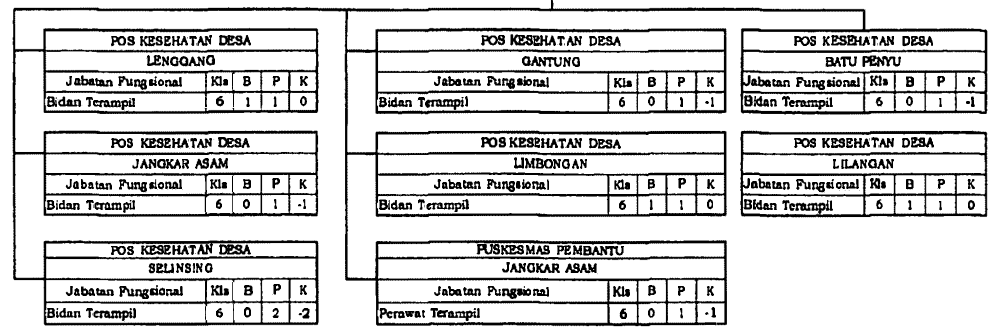 POS KESEHATAN DESA
LENGGANG
Jabatan Fungsional Kls B P K
Bidan Terampil 6 1 1 0
POS KESEHATAN DESA
GANTUNG
Jabatan Fungsional Kls B P K
Bidan Terampil 6 0 1 -1
POS KESEHATAN DESA
BATU PENYU
Jabatan Fungsional Kls B P K
Bidan Terampil 6 0 1 -1
POS KESEHATAN DESA
JANGKAR ASAM
Jabatan Fungsional Kls B P K
Bidan Terampil 6 0 1 -1
POS KESEHATAN DESA
LIMBONGAN
Jabatan Fungsional Kls B P K
Bidan Terampil 6 1 1 0
POS KESEHATAN DESA
LILANGAN
Jabatan Fungsional Kls B P K
Bidan Terampil 6 1 1 0
POS KESEHATAN DESA
SELINSING
Jabatan Fungsional Kls B P K
Bidan Terampil 6 0 2 -2
PUSKESMAS PEMBANTU
JANGKAR ASAM
Jabatan Fungsional Kls B P K
Perawat Terampil 6 0 1 -1